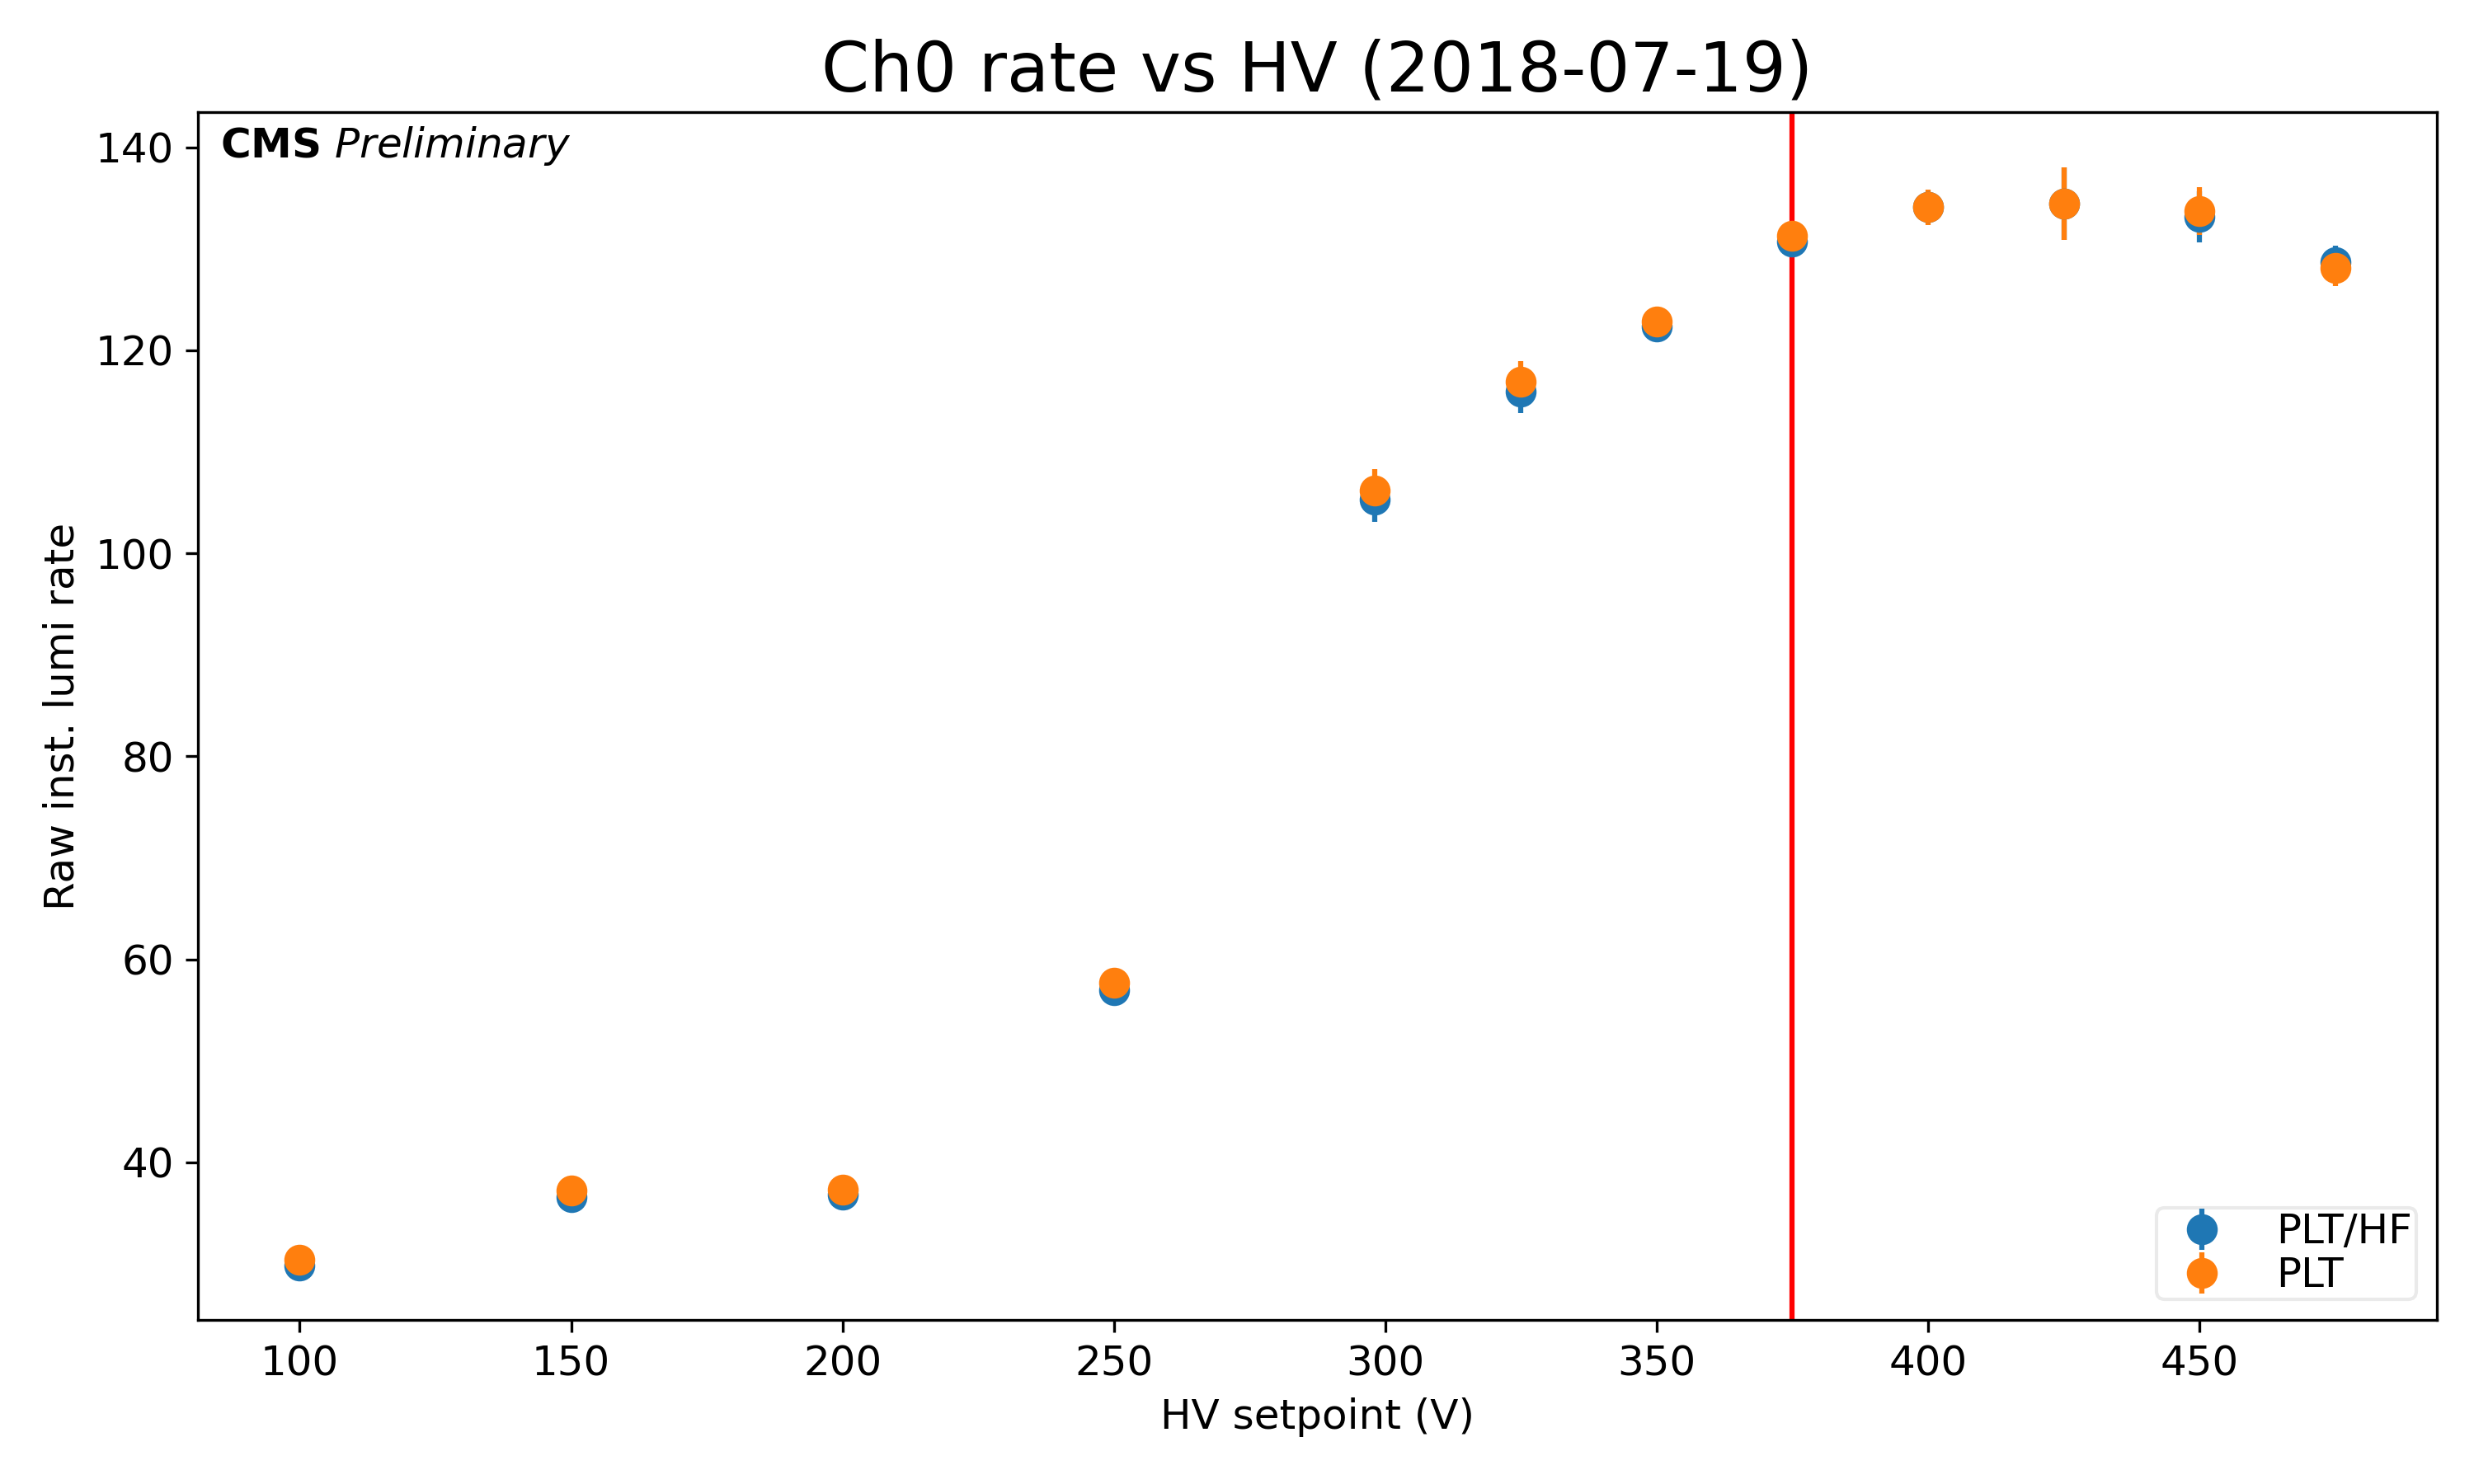 Ch0 rate vs HV (2018-07-19)
CMS Preliminary
140
120
100
80
60
40
Raw inst. lumi rate
100 150 200 250 300 350 400 450
HV setpoint (V)
PLT/HF
PLT